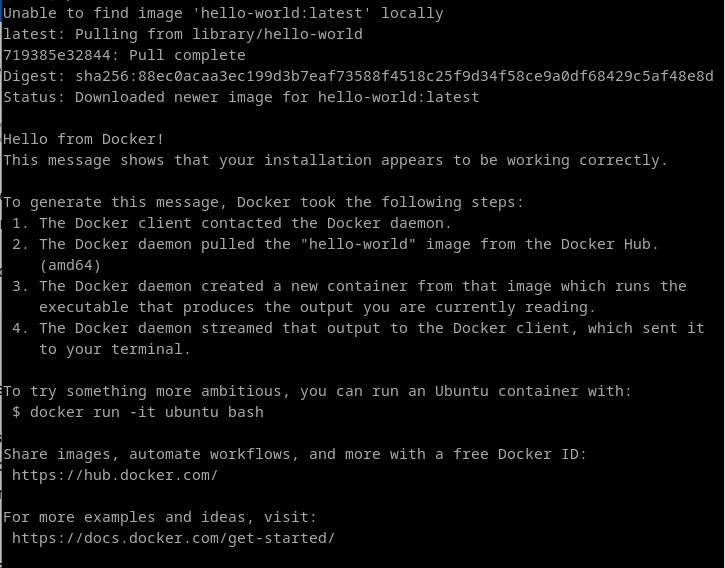 Unable to find image 'hello-world:latest' locally
latest: Pulling from library/hello-world
719385e32844: Pull complete
Digest: sha256:88ec0acaa3ec199d3b7eaf73588f4518c25f9d34f58ce9a0df68429c5af48e8d
Status: Downloaded newer image for hello-world:latest

Hello from Docker!
This message shows that your installation appears to be working correctly.

To generate this message, Docker took the following steps:
 1. The Docker client contacted the Docker daemon.
 2. The Docker daemon pulled the "hello-world" image from the Docker Hub.
    (amd64)
 3. The Docker daemon created a new container from that image which runs the
    executable that produces the output you are currently reading.
 4. The Docker daemon streamed that output to the Docker client, which sent it
    to your terminal.

To try something more ambitious, you can run an Ubuntu container with:
 $ docker run -it ubuntu bash

Share images, automate workflows, and more with a free Docker ID:
 https://hub.docker.com/

For more examples and ideas, visit:
 https://docs.docker.com/get-started/